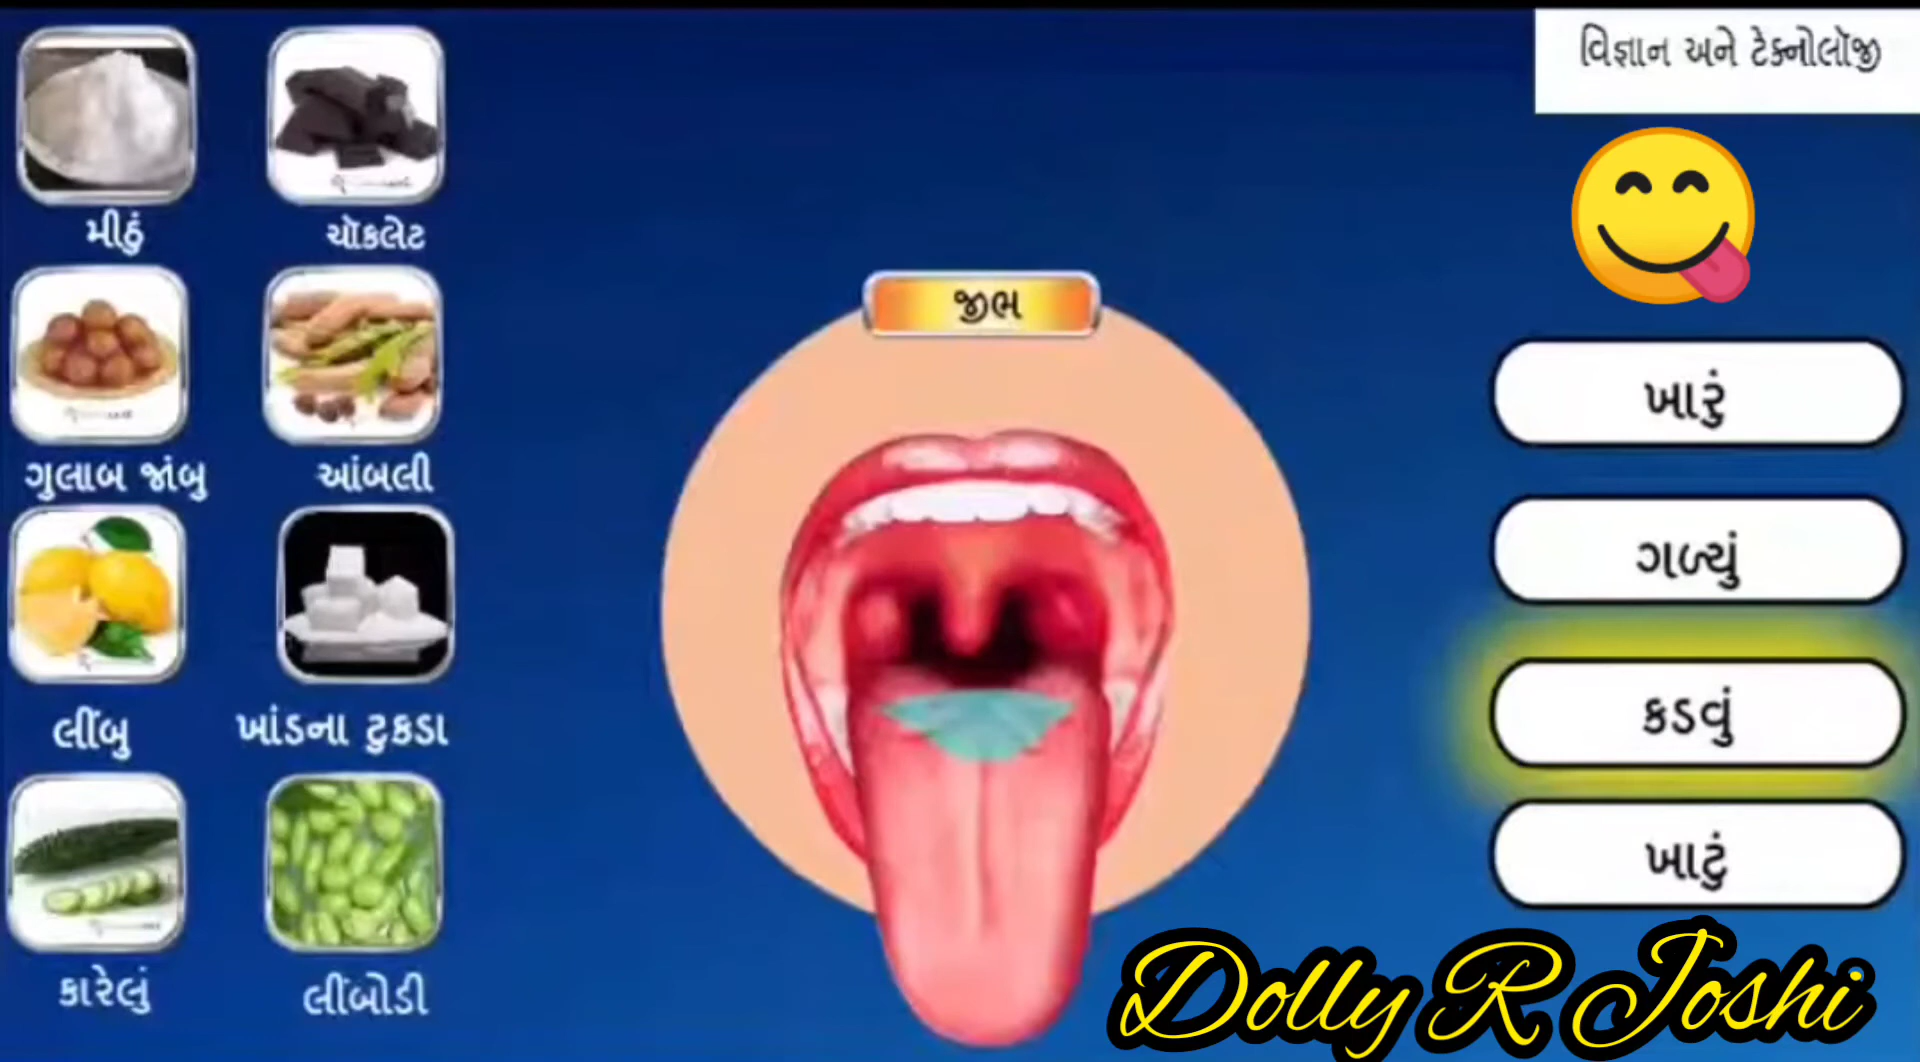 વિજ્ઞાન અને ટેક્નોલૉજી
મીઠું
ચૉકલેટ
ગુલાબ જાંબુ
આંબલી
લીંબુ
ખાંડના ટુકડા
કારેલું
લીંબોડી
જીભ
ખારું
ગળ્યું
કડવું
ખાટું
Dolly R Joshi